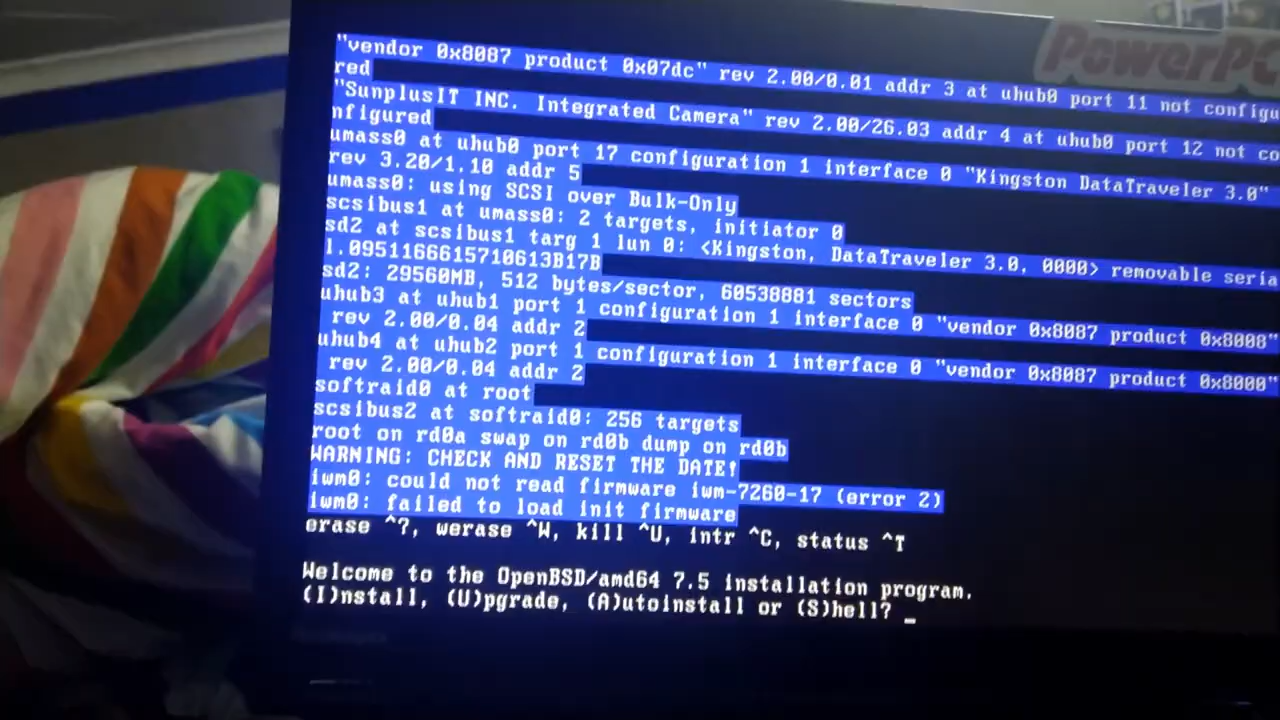 "vendor 0x8087 product 0x07dc" rev 2.00/0.01 addr 3 at uhub0 port 11 not configu
red
"SunplusIT INC. Integrated Camera" rev 2.00/26.03 addr 4 at uhub0 port 12 not co
nfigured
umass0 at uhub0 port 17 configuration 1 interface 0 "Kingston DataTraveler 3.0"
rev 3.20/1.10 addr 5
umass0: using SCSI over Bulk-Only
scsibus1 at umass0: 2 targets, initiator 0
sd2 at scsibus1 targ 1 lun 0: <Kingston, DataTraveler 3.0, 0000> removable seria
l.0951166615710613B17B
sd2: 29560MB, 512 bytes/sector, 60538881 sectors
uhub3 at uhub1 port 1 configuration 1 interface 0 "vendor 0x8087 product 0x8008"
rev 2.00/0.04 addr 2
uhub4 at uhub2 port 1 configuration 1 interface 0 "vendor 0x8087 product 0x8000"
rev 2.00/0.04 addr 2
softraid0 at root
scsibus2 at softraid0: 256 targets
root on rd0a swap on rd0b dump on rd0b
WARNING: CHECK AND RESET THE DATE!
iwm0: could not read firmware iwm-7260-17 (error 2)
iwm0: failed to load init firmware
erase ^?, werase ^W, kill ^U, intr ^C, status ^T
Welcome to the OpenBSD/amd64 7.5 installation program.
(I)nstall, (U)pgrade, (A)utoinstall or (S)hell? _
PowerPC